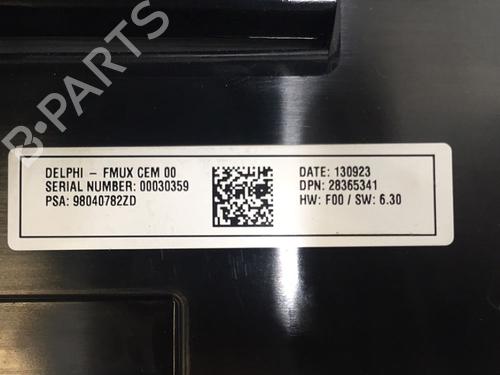 B-PARTS
DELPHI - FMUX CEM 00
SERIAL NUMBER: 00030359
PSA: 98040782ZD
DATE: 130923
DPN: 28365341
HW: F00 / SW: 6.30